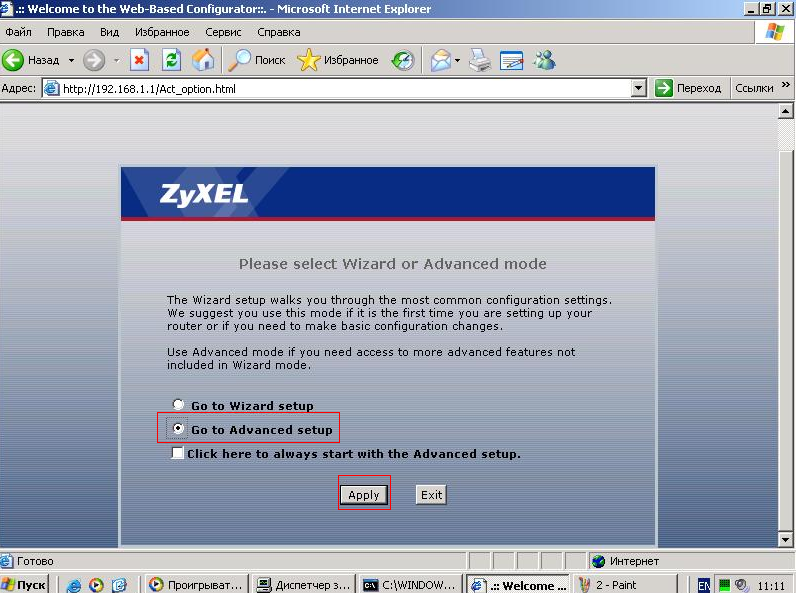 .:: Welcome to the Web-Based Configurator::. - Microsoft Internet Explorer
Файл Правка Вид Избранное Сервис Справка
Назад Поиск Избранное
Адрес: http://192.168.1.1/Act_option.html Переход Ссылки »
ZyXEL
Please select Wizard or Advanced mode
The Wizard setup walks you through the most common configuration settings.
We suggest you use this mode if it is the first time you are setting up your
router or if you need to make basic configuration changes.
Use Advanced mode if you need access to more advanced features not
included in Wizard mode.
Go to Wizard setup
Go to Advanced setup
Click here to always start with the Advanced setup.
Apply Exit
Готово Интернет
Пуск Проигрыват... Диспетчер з... C:\WINDOW... .:: Welcome ... 2 - Paint EN 11:11